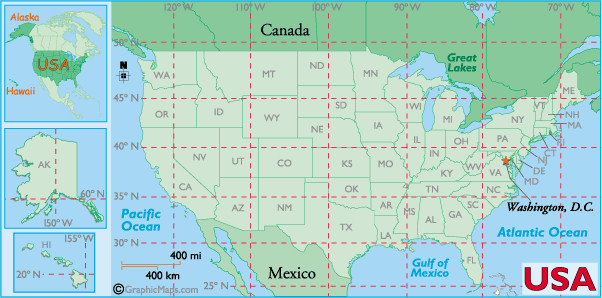 Alaska
USA
Hawaii
AK
60° N
150° W
155° W
HI
20° N
120° W
110° W
100° W
90° W
80° W
70° W
Canada
50° N
N
Great
Lakes
WA
MT
ND
MN
ME
45° N
VT
NH
MA
OR
ID
WY
SD
WI
MI
NY
RI
CT
NE
IA
PA
NJ
DE
MD
40° N
NV
UT
CO
KS
MO
IL
IN
OH
WV
VA
KY
CA
35° N
AZ
NM
OK
AR
TN
NC
SC
Washington, D.C.
Pacific
Ocean
TX
LA
MS
AL
GA
FL
Atlantic Ocean
30° N
400 mi
400 km
Mexico
Gulf of
Mexico
25° N
USA
© GraphicMaps.com